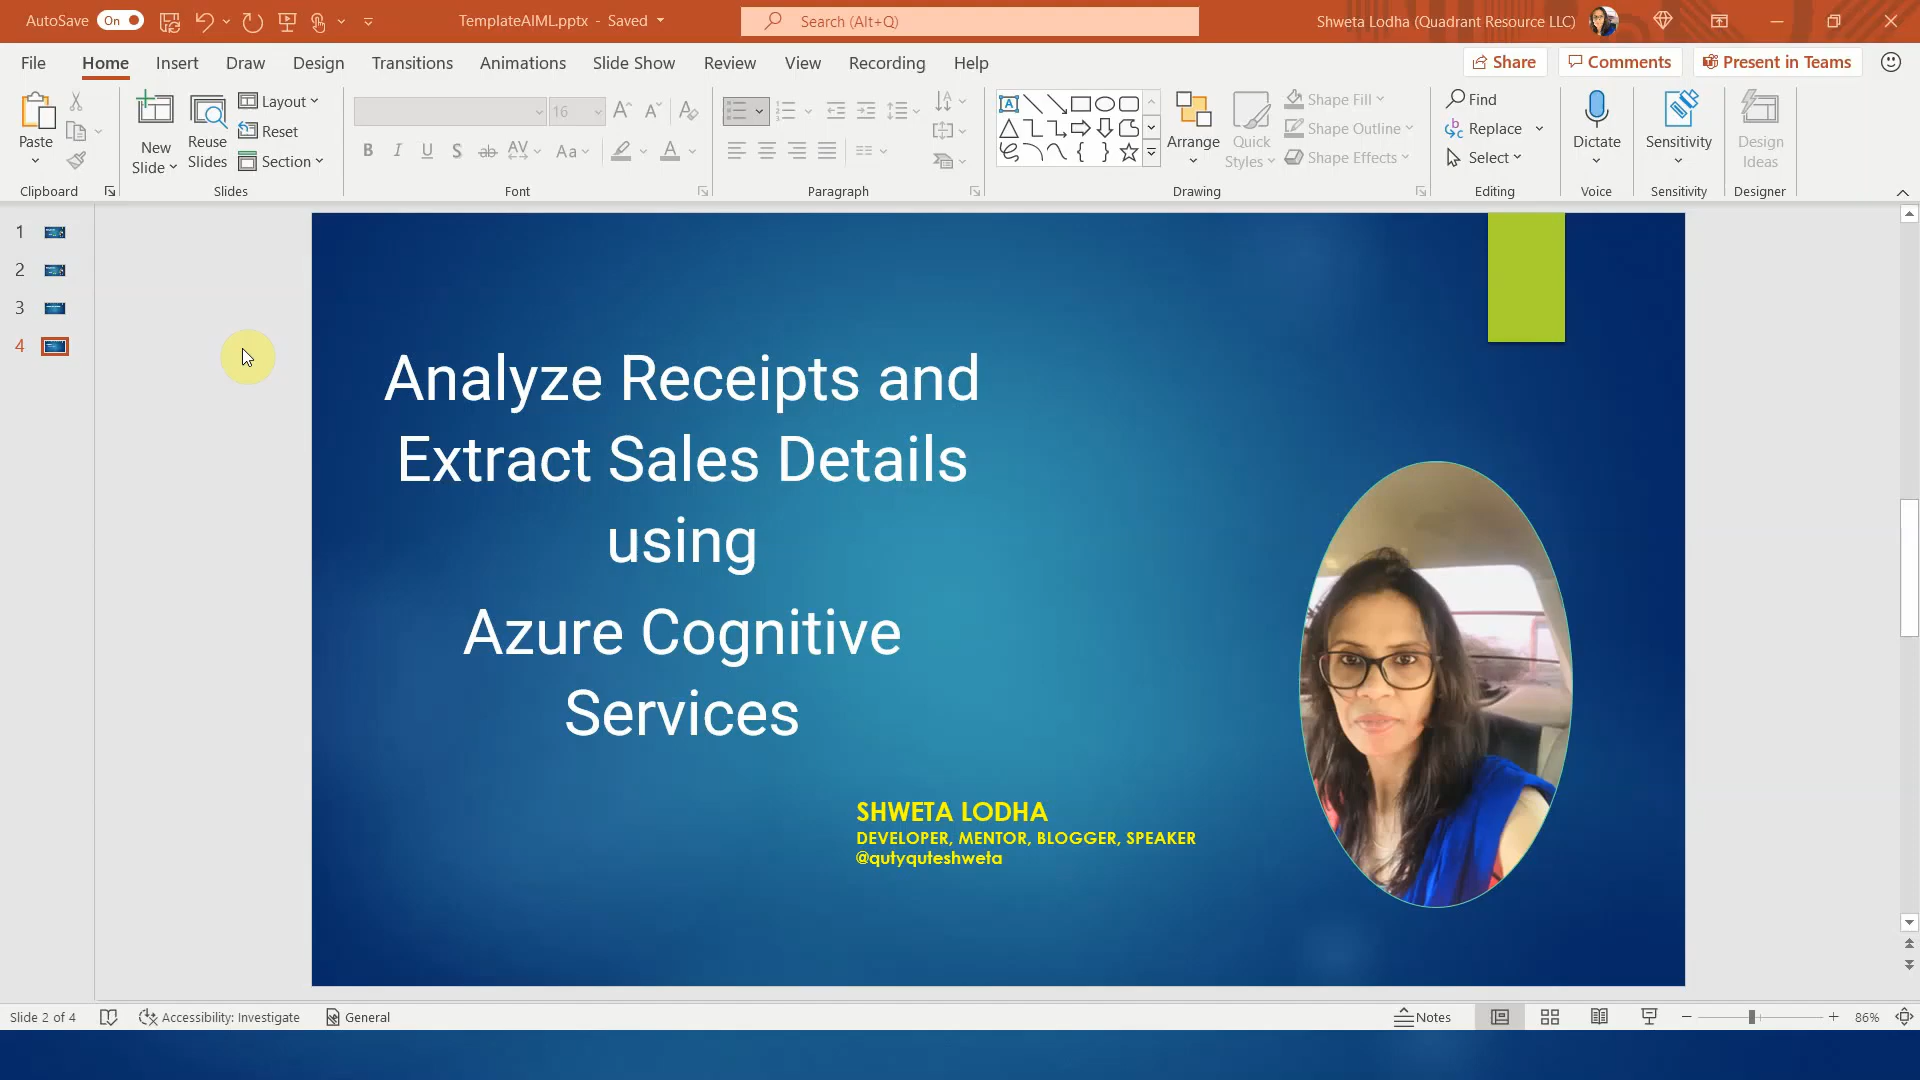 AutoSave On TemplateAIML.pptx - Saved Search (Alt+Q) Shweta Lodha (Quadrant Resource LLC)
File Home Insert Draw Design Transitions Animations Slide Show Review View Recording Help Share Comments Present in Teams
Paste New Slide Reuse Slides Layout Reset Section 16 Aa Arrange Quick Styles Shape Fill Shape Outline Shape Effects Find Replace Select Dictate Sensitivity Design Ideas
Clipboard Slides Font Paragraph Drawing Editing Voice Sensitivity Designer
1
2
3
4
Analyze Receipts and
Extract Sales Details
using
Azure Cognitive
Services
SHWETA LODHA
DEVELOPER, MENTOR, BLOGGER, SPEAKER
@qutyquteshweta
Slide 2 of 4 Accessibility: Investigate General Notes 86%